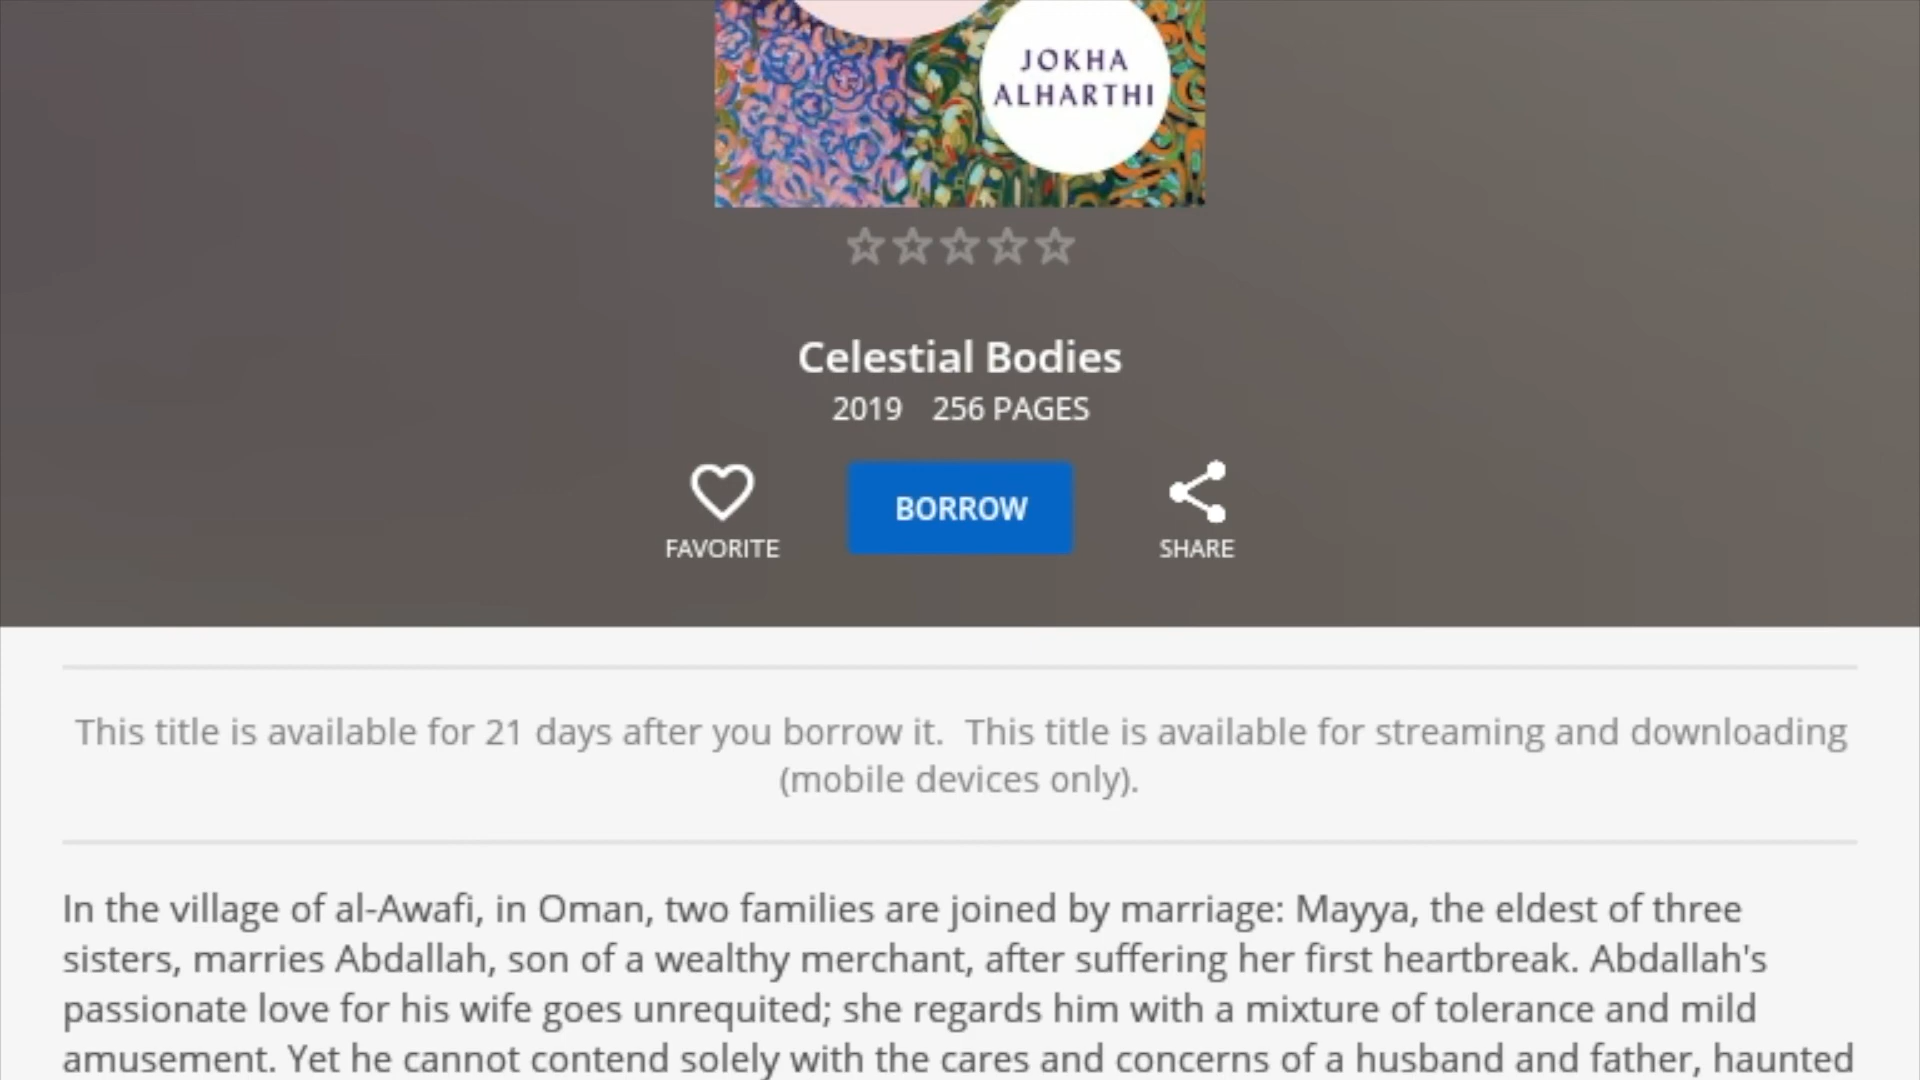 JOKHA
ALHARTHI
Celestial Bodies
2019 256 PAGES
FAVORITE
BORROW
SHARE
This title is available for 21 days after you borrow it. This title is available for streaming and downloading
(mobile devices only).
In the village of al-Awafi, in Oman, two families are joined by marriage: Mayya, the eldest of three
sisters, marries Abdallah, son of a wealthy merchant, after suffering her first heartbreak. Abdallah's
passionate love for his wife goes unrequited; she regards him with a mixture of tolerance and mild
amusement. Yet he cannot contend solely with the cares and concerns of a husband and father, haunted